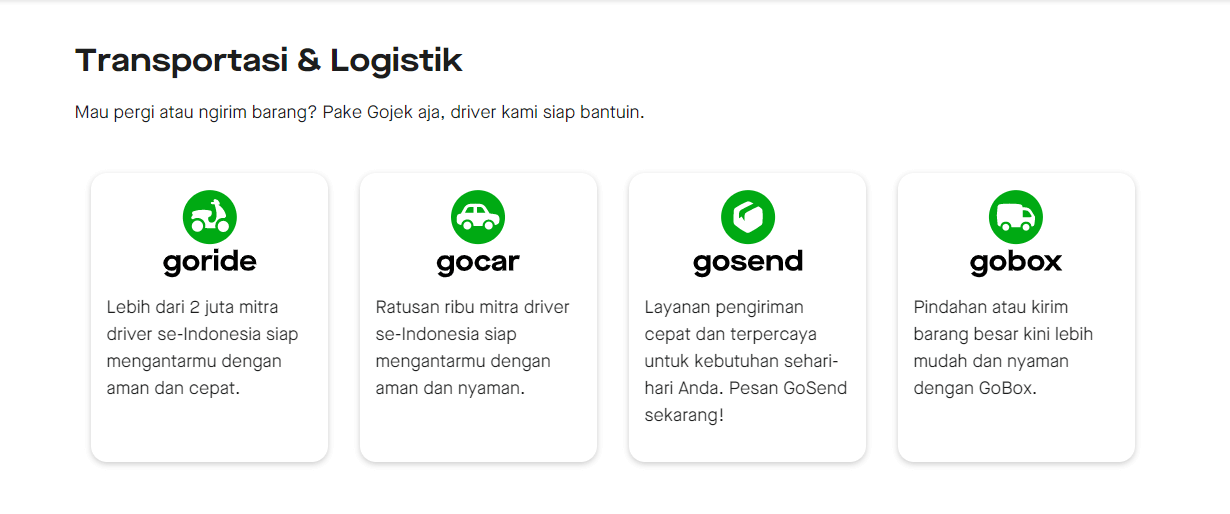 Transportasi & Logistik
Mau pergi atau ngirim barang? Pake Gojek aja, driver kami siap bantuin.
goride
Lebih dari 2 juta mitra
driver se-Indonesia siap
mengantarmu dengan
aman dan cepat.
gocar
Ratusan ribu mitra driver
se-Indonesia siap
mengantarmu dengan
aman dan nyaman.
gosend
Layanan pengiriman
cepat dan terpercaya
untuk kebutuhan sehari-
hari Anda. Pesan GoSend
sekarang!
gobox
Pindahan atau kirim
barang besar kini lebih
mudah dan nyaman
dengan GoBox.